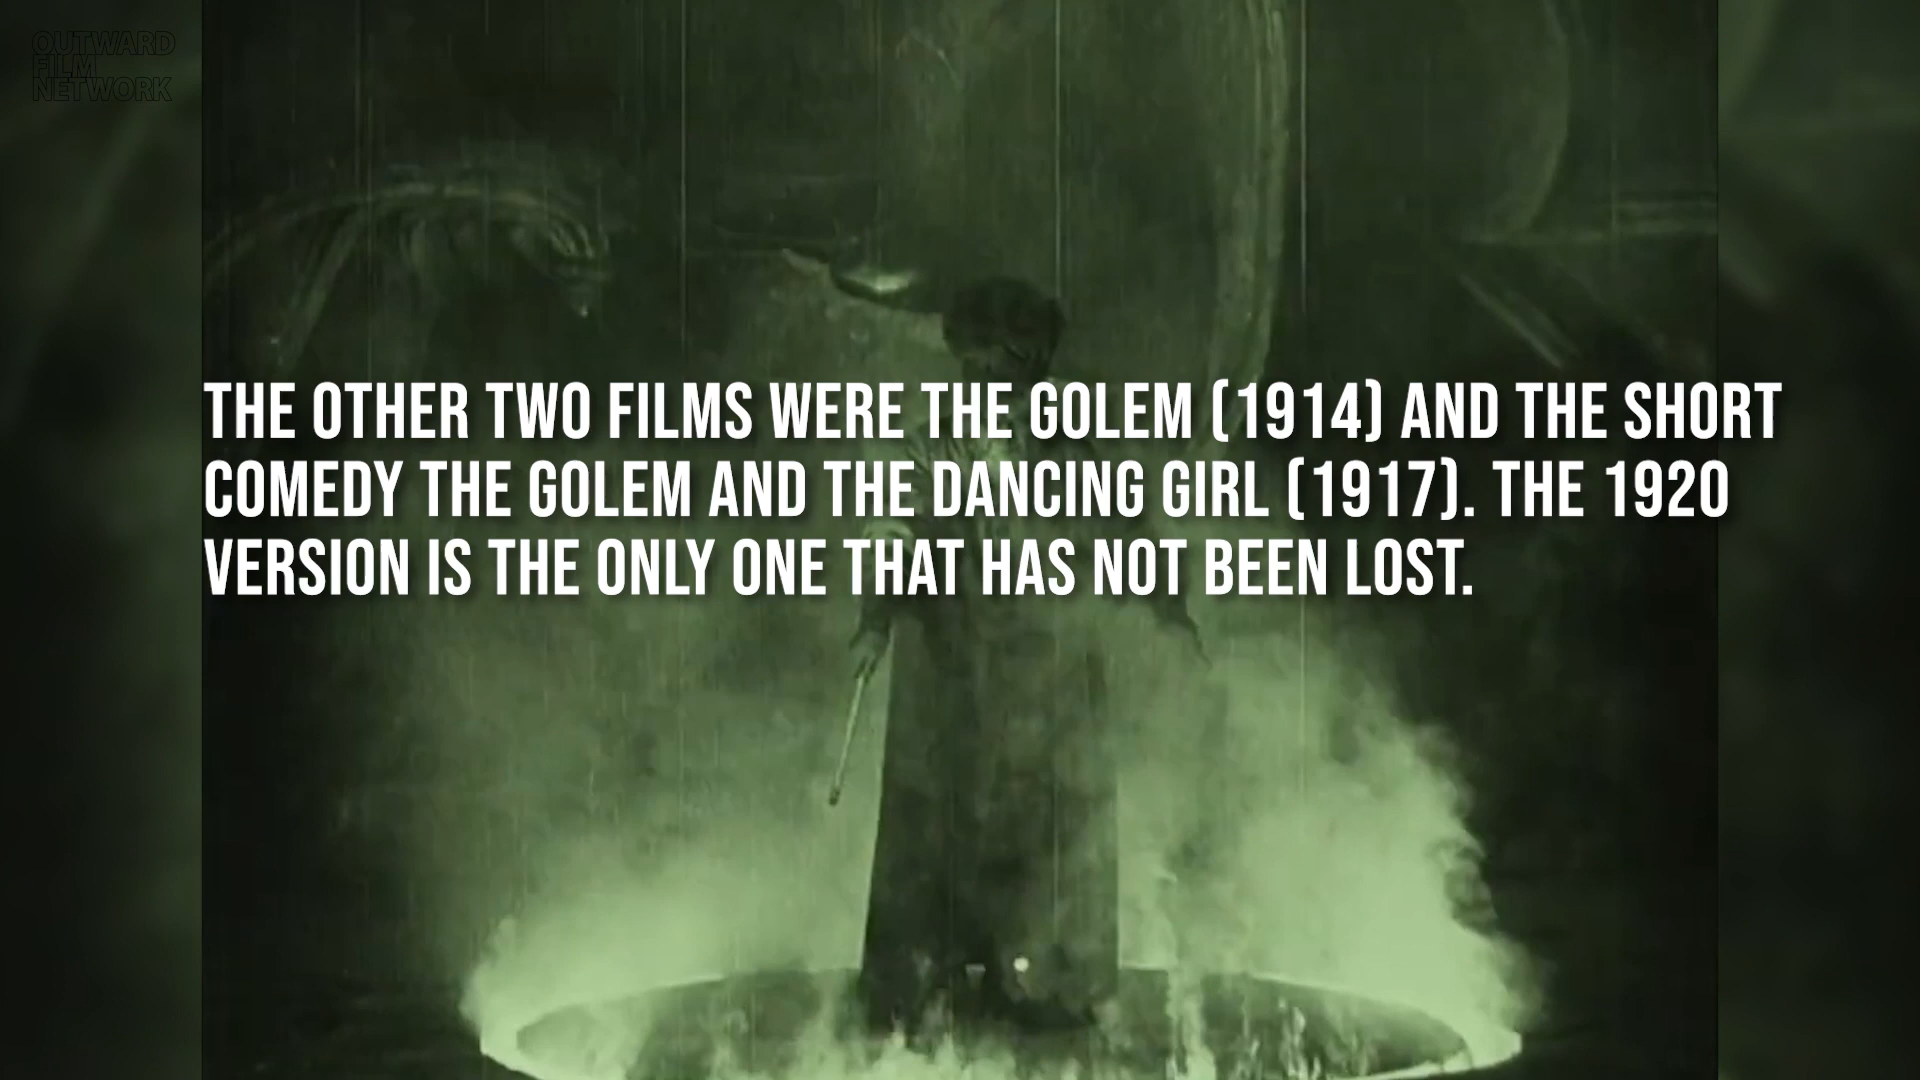 OUTWARD
FILM
NETWORK
THE OTHER TWO FILMS WERE THE GOLEM (1914) AND THE SHORT
COMEDY THE GOLEM AND THE DANCING GIRL (1917). THE 1920
VERSION IS THE ONLY ONE THAT HAS NOT BEEN LOST.